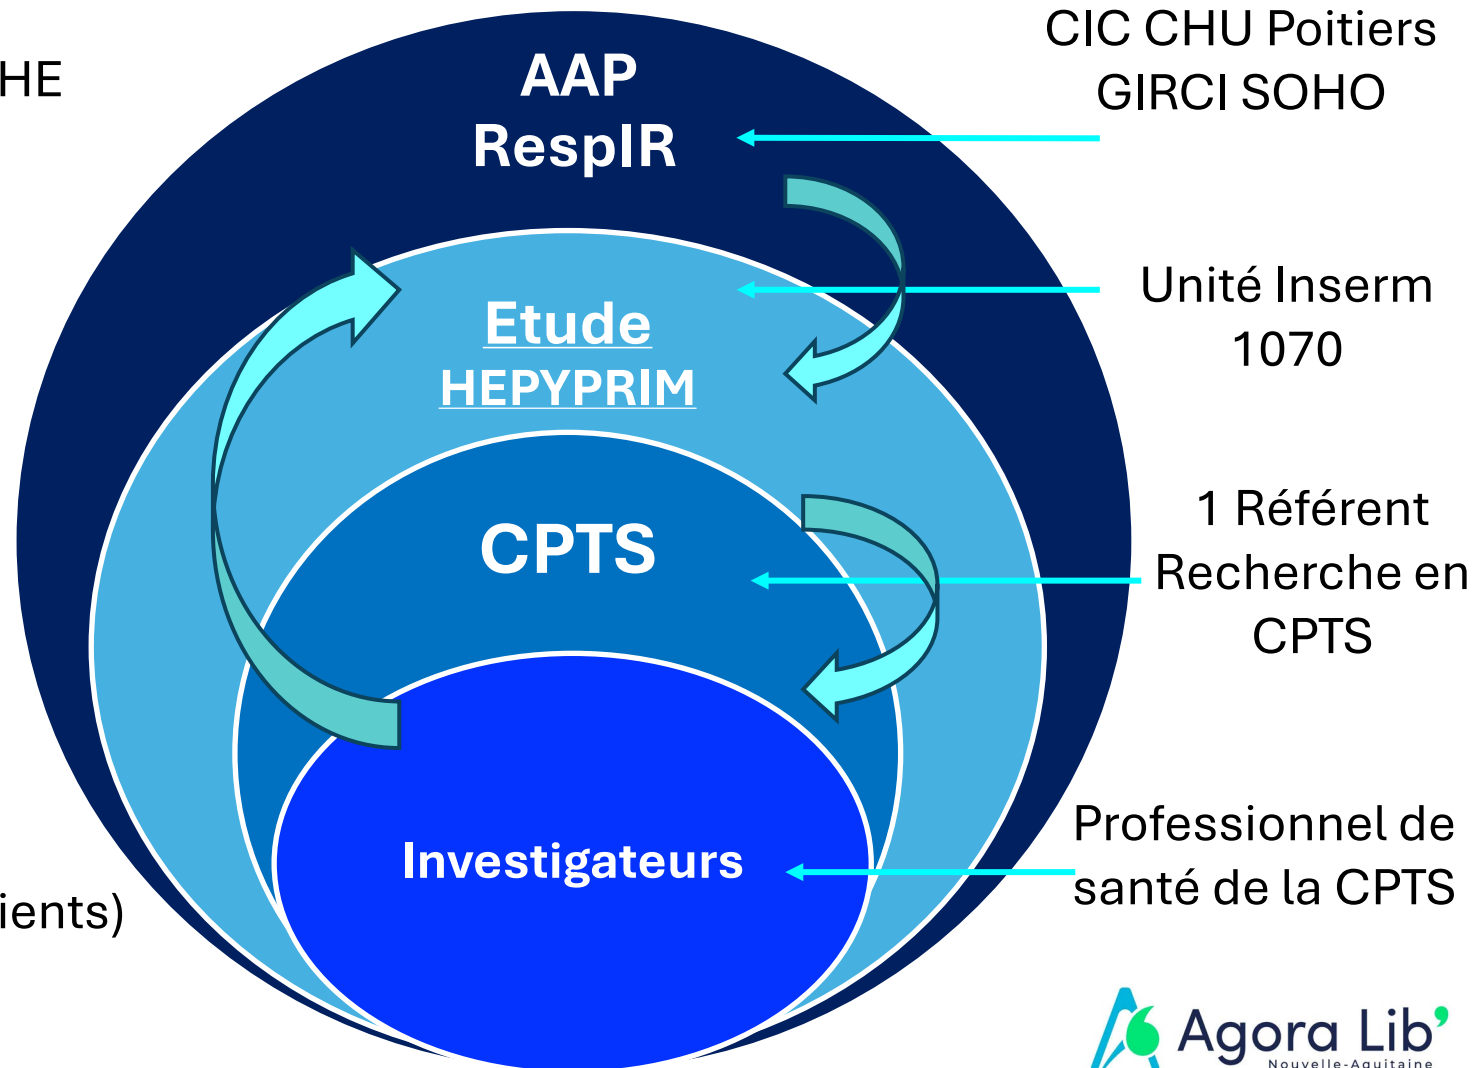 HE
AAP
RespIR
CIC CHU Poitiers
GIRCI SOHO
Etude
HEPYPRIM
Unité Inserm
1070
CPTS
1 Référent
Recherche en
CPTS
Investigateurs
Professionnel de
santé de la CPTS
ients)
Agora Lib’
Nouvelle-Aquitaine